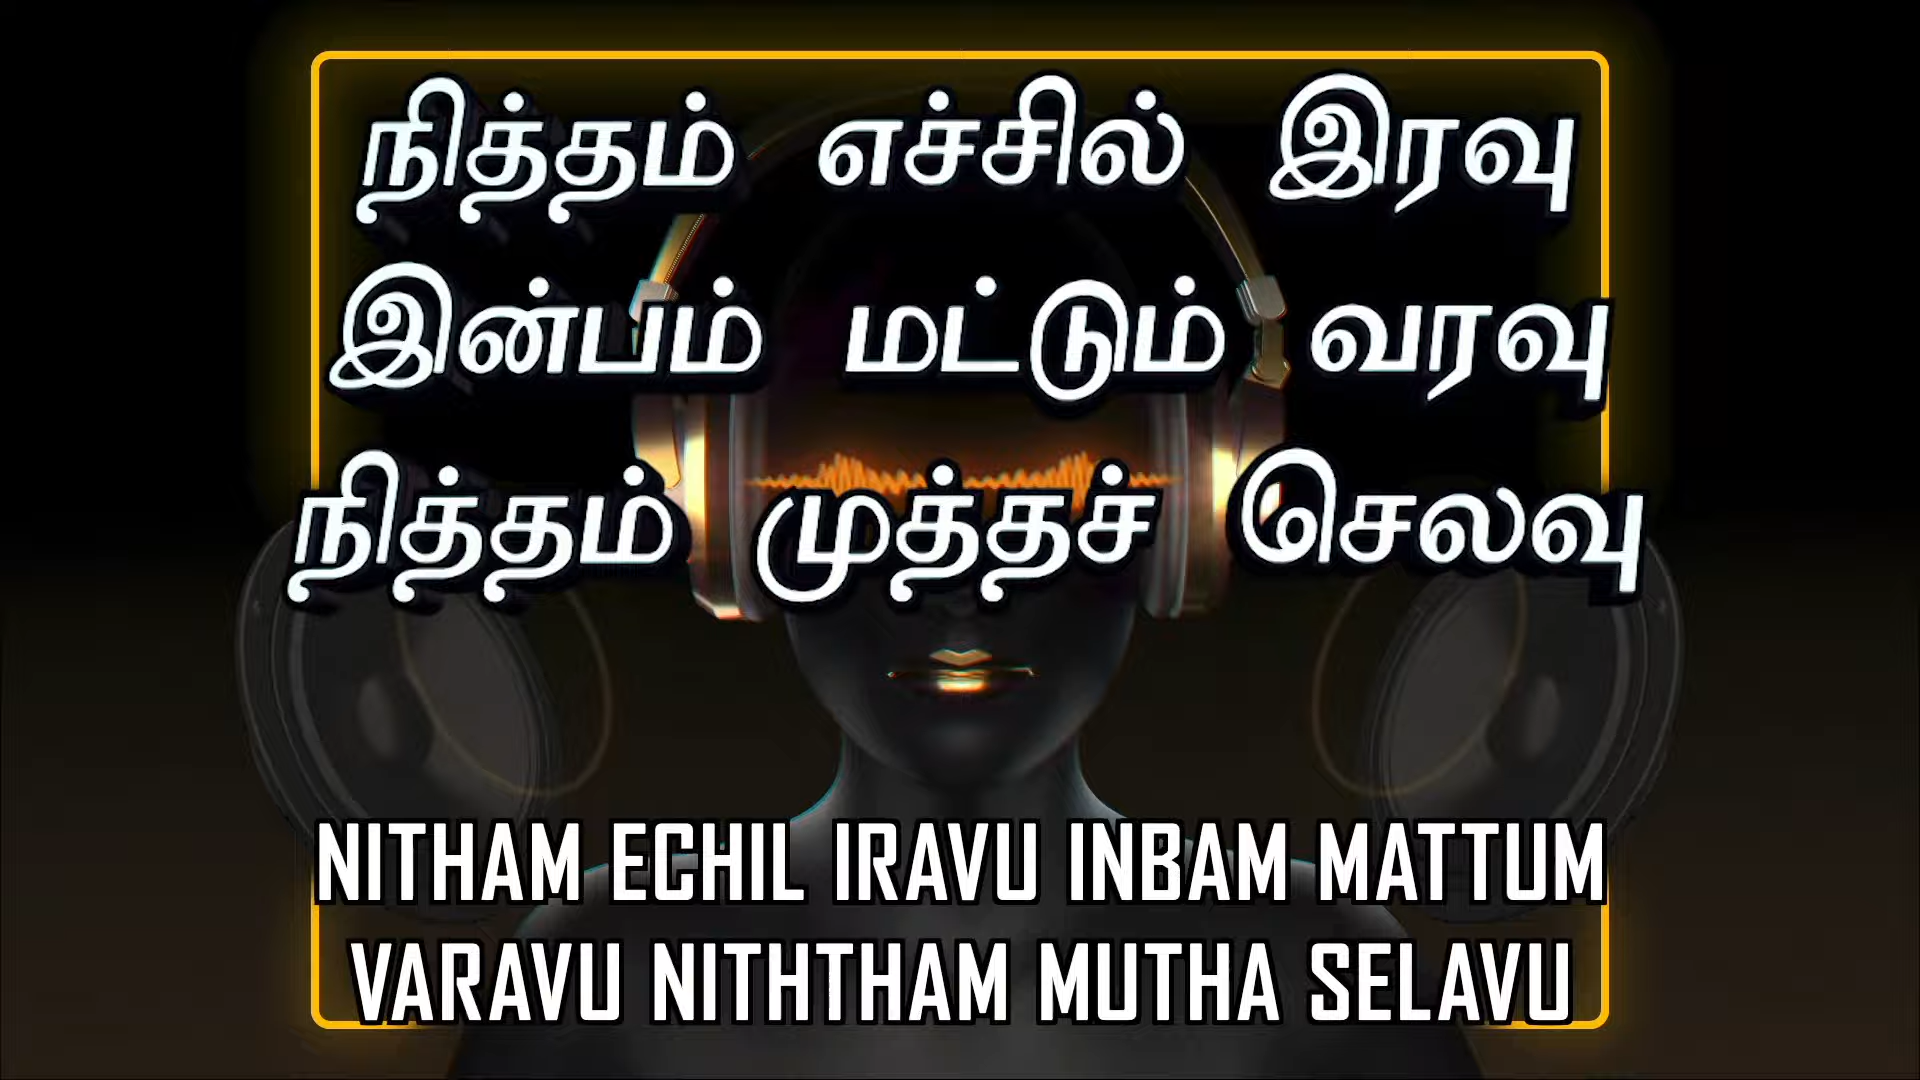 நித்தம் எச்சில் இரவு
இன்பம் மட்டும் வரவு
நித்தம் முத்தச் செலவு
NITHAM ECHIL IRAVU INBAM MATTUM
VARAVU NITHTHAM MUTHA SELAVU